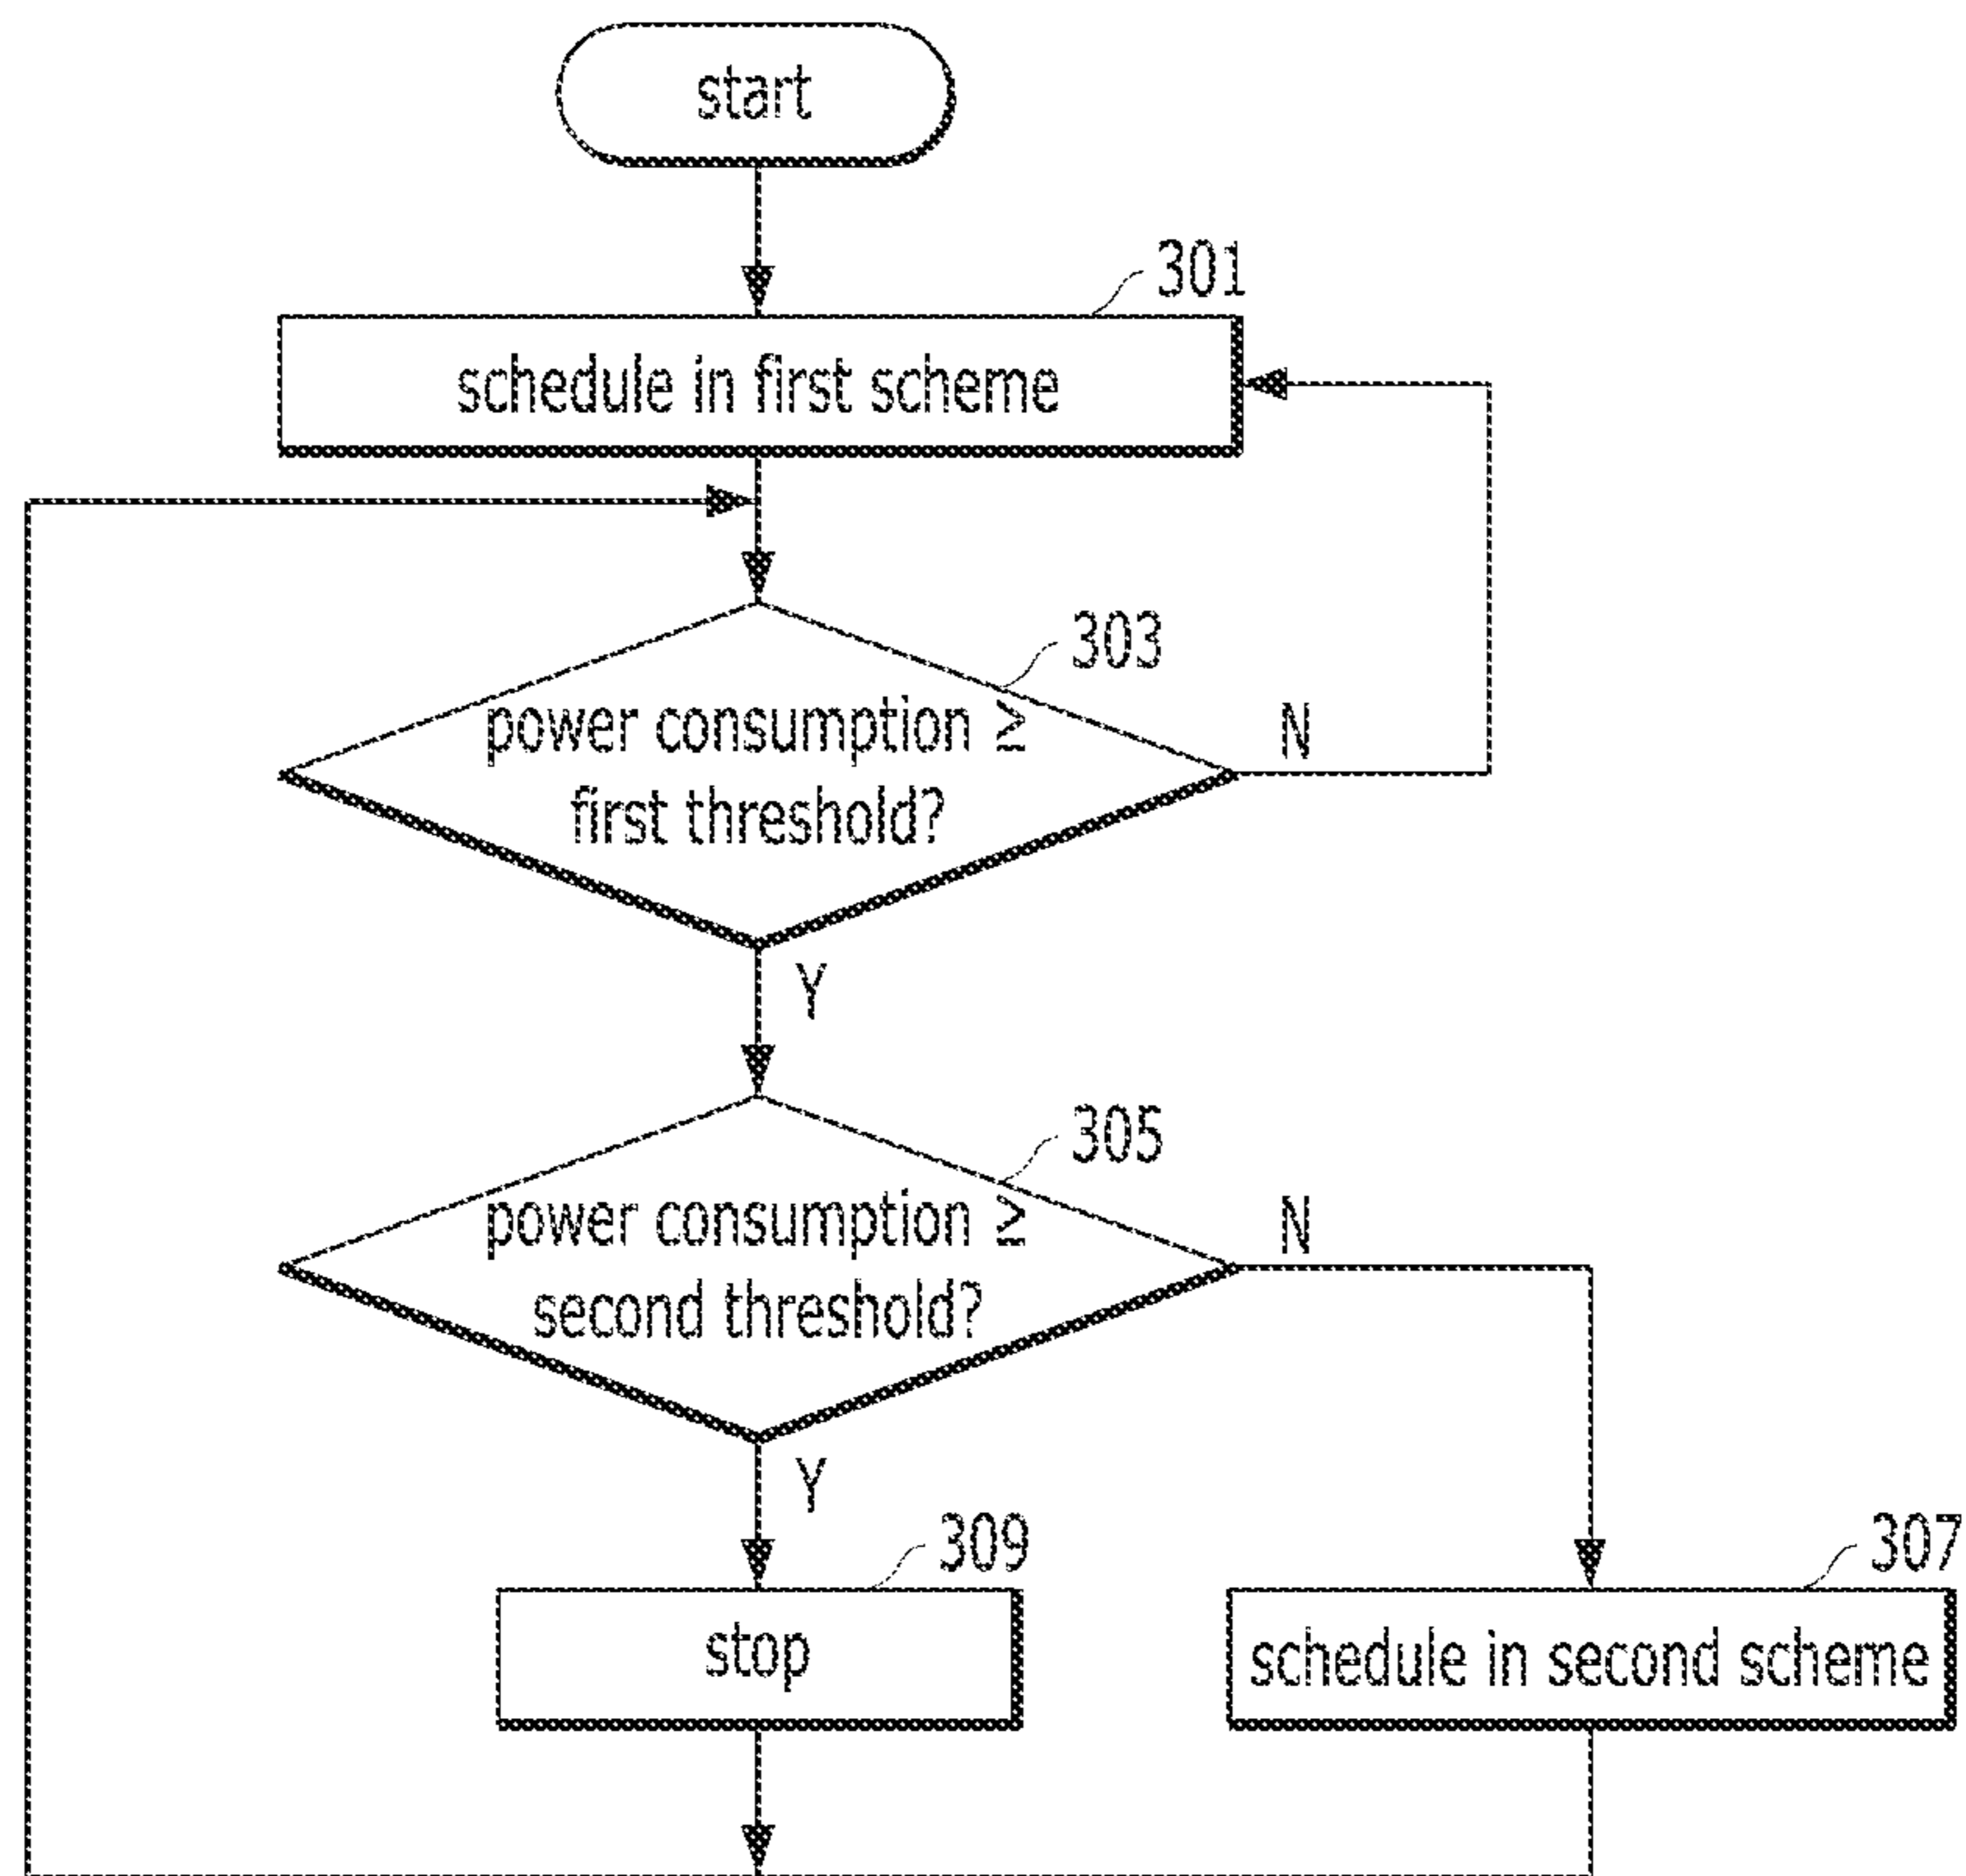 start
301
schedule in first scheme
303
power consumption ≥
first threshold?
N
Y
305
power consumption ≥
second threshold?
N
Y
309
stop
307
schedule in second scheme